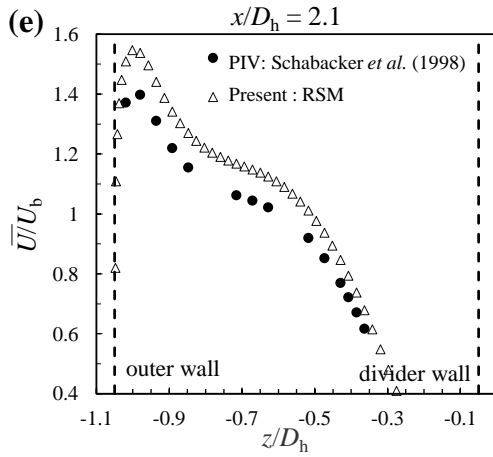 (e)
x/Dh = 2.1
1.6
PIV: Schabacker et al. (1998)
Present : RSM
1.4
1.2
1
0.8
0.6
0.4
U̅/Ub
outer wall
divider wall
-1.1
-0.9
-0.7
-0.5
-0.3
-0.1
z/Dh